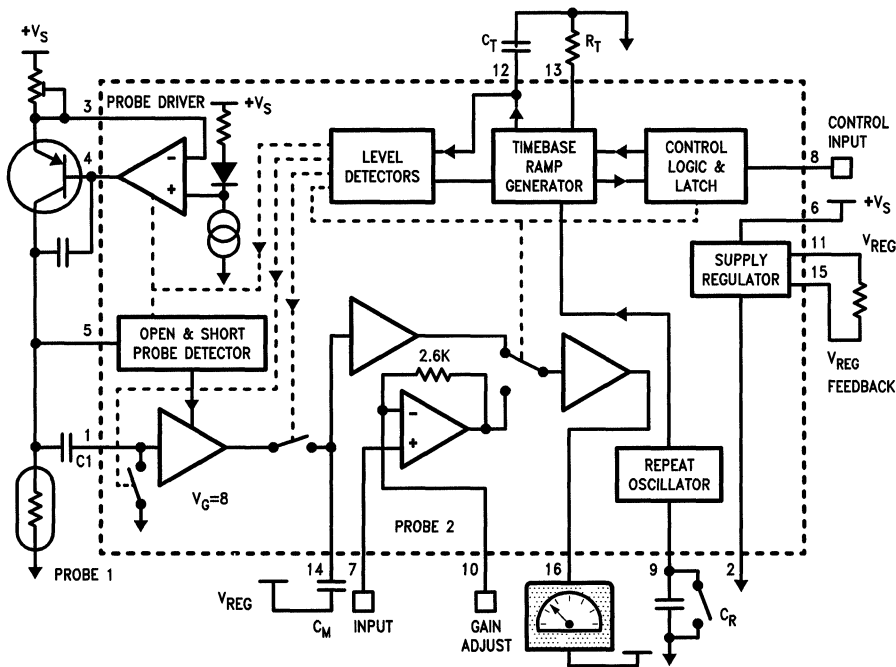 +VS
CT
RT
12
13
3
PROBE DRIVER
+VS
4
-
+
LEVEL
DETECTORS
TIMEBASE
RAMP
GENERATOR
CONTROL
LOGIC &
LATCH
CONTROL
INPUT
8
6
+VS
SUPPLY
REGULATOR
11
VREG
15
VREG
FEEDBACK
5
OPEN & SHORT
PROBE DETECTOR
2.6K
-
+
1
C1
VG=8
REPEAT
OSCILLATOR
PROBE 2
PROBE 1
14
7
10
16
9
2
VREG
CM
INPUT
GAIN
ADJUST
CR